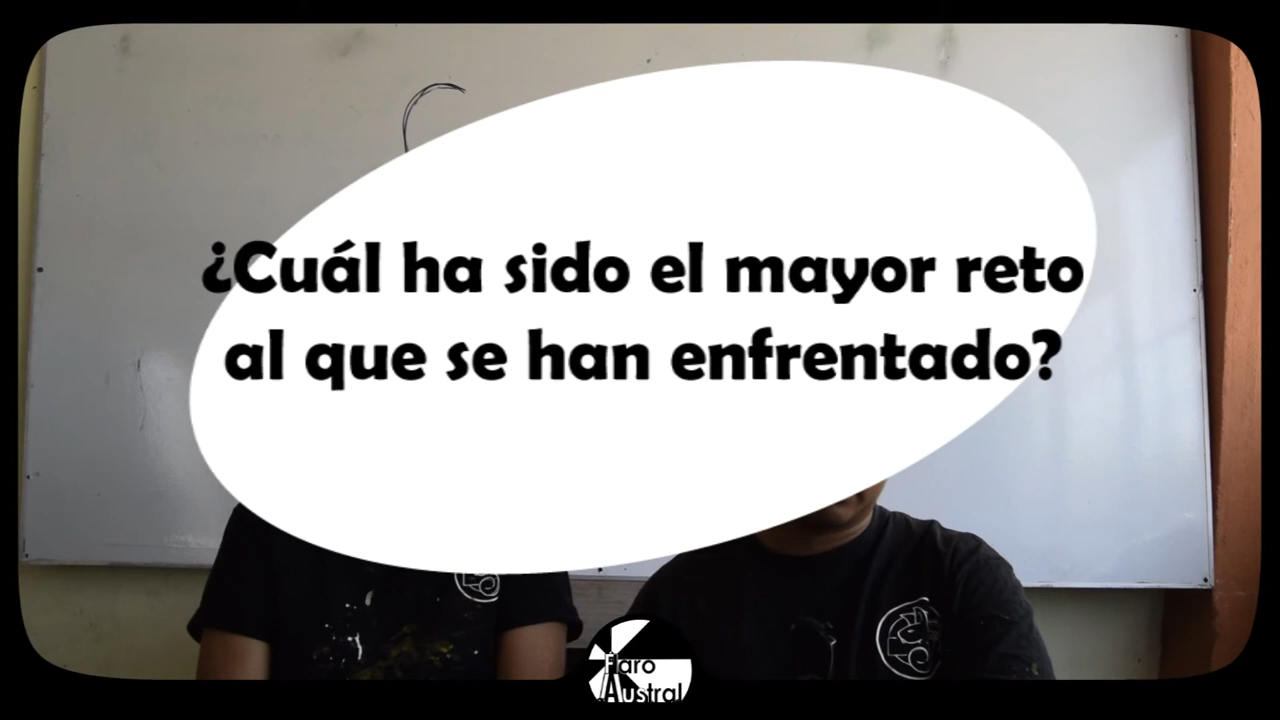 ¿Cuál ha sido el mayor reto
al que se han enfrentado?
Faro
Austral